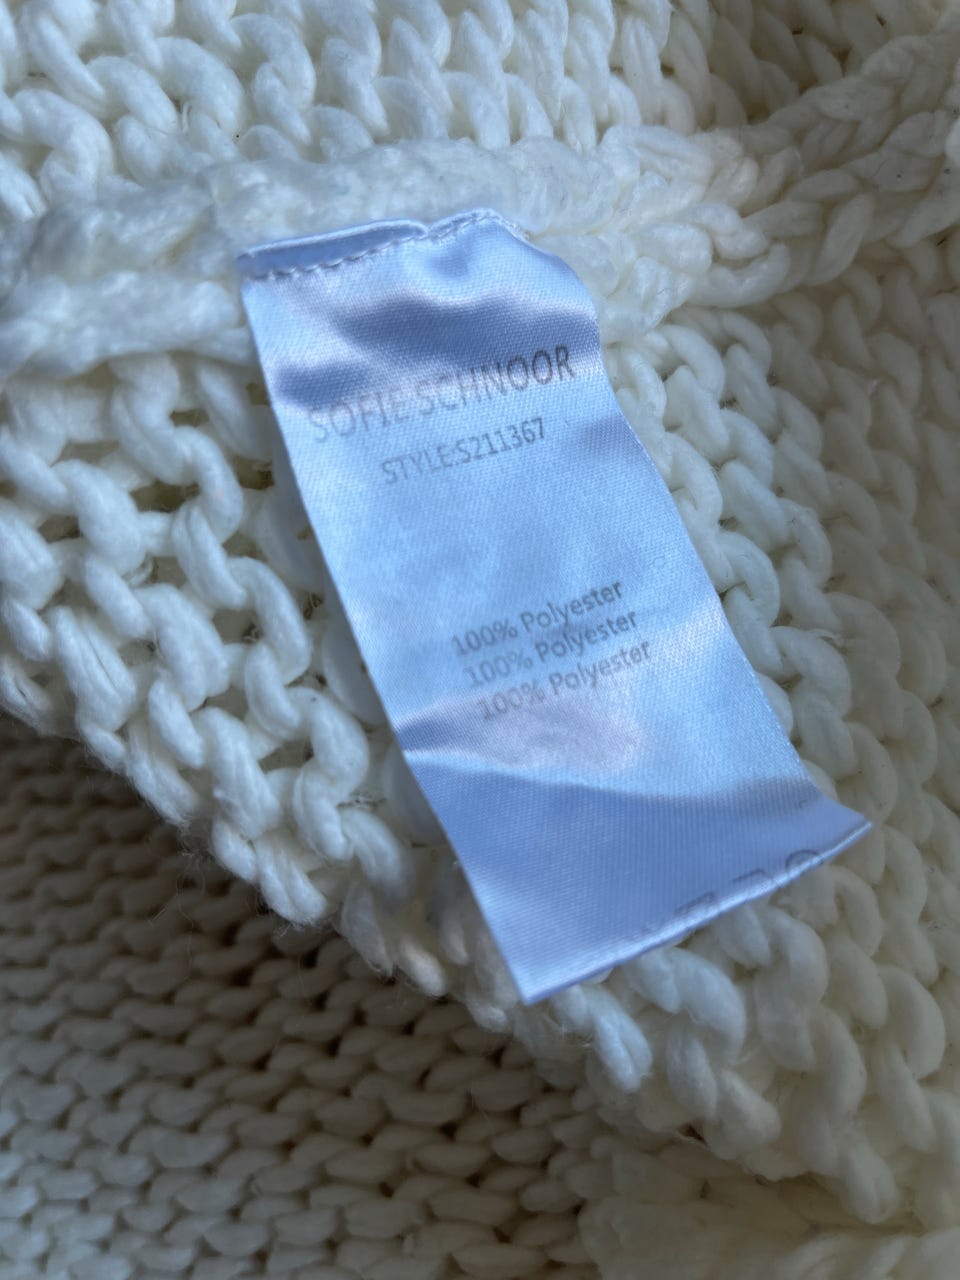 SOFIE SCHNOOR
STYLE:S211367
100% Polyester
100% Polyester
100% Polyester